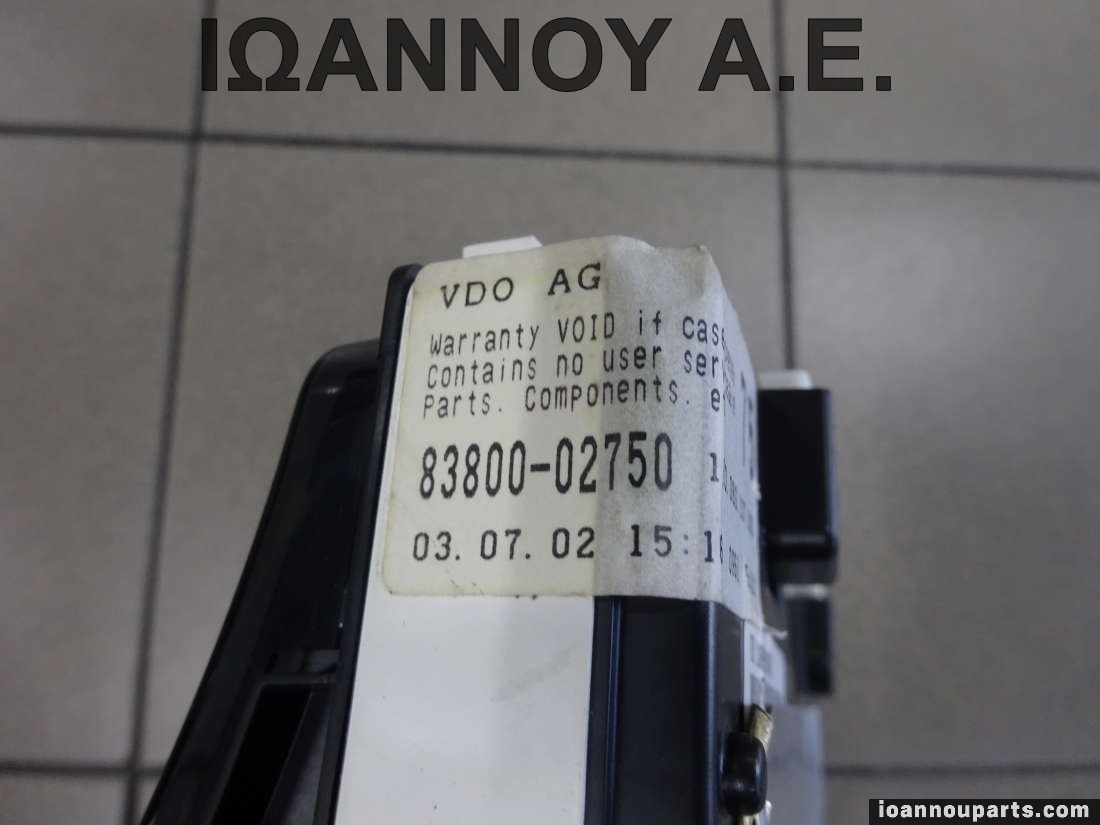 ΙΩΑΝΝΟΥ Α.Ε.
VDO AG
Warranty VOID if cas
Contains no user ser
Parts. Components. e
83800-02750 1
03. 07. 02 15:16
ioannouparts.com